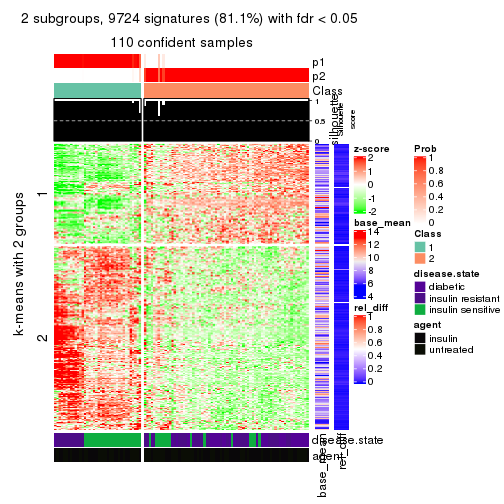 2 subgroups, 9724 signatures (81.1%) with fdr < 0.05
110 confident samples
p1
p2
Class
1
0.5
0
silhouette
Silhouette
score
k-means with 2 groups
1
2
z-score
2
1
0
-1
-2
base_mean
14
12
10
8
6
4
rel_diff
1
0.8
0.6
0.4
0.2
0
Prob
1
0.8
0.6
0.4
0.2
0
Class
1
2
disease.state
diabetic
insulin resistant
insulin sensitive
agent
insulin
untreated
disease.state
agent
base_mean
rel_diff